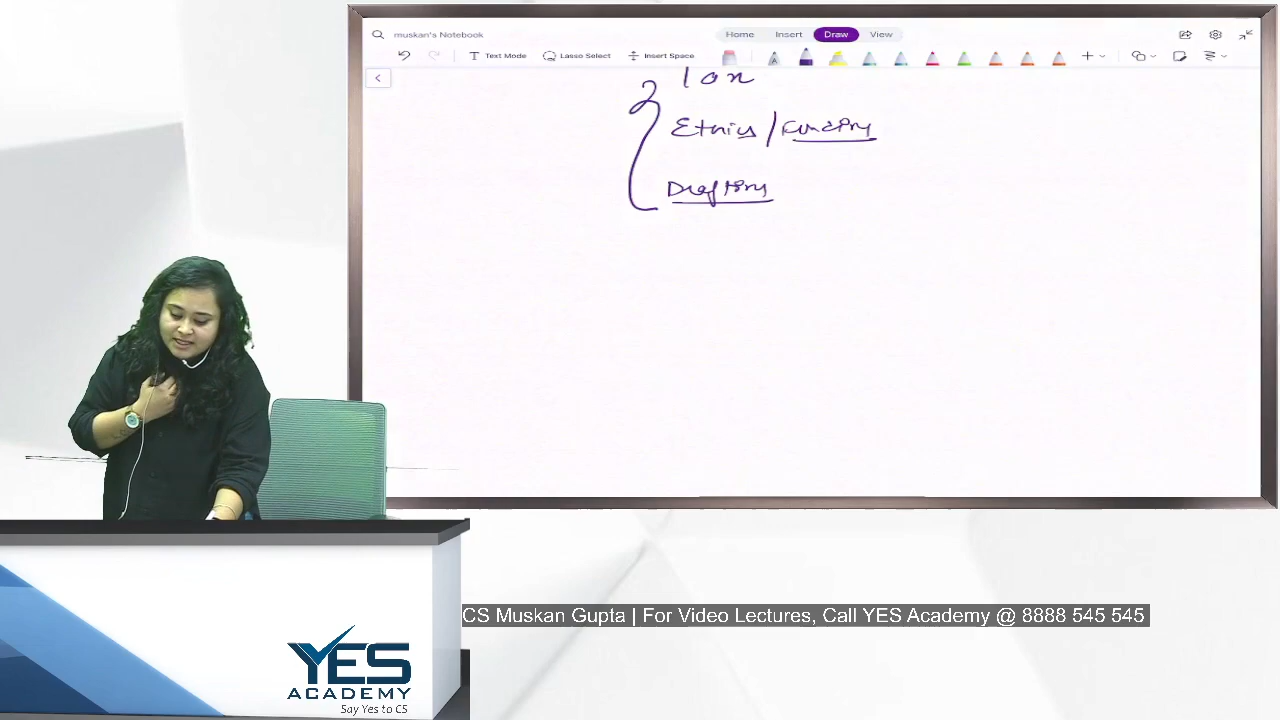 muskan's Notebook
Home Insert Draw View
Text Mode Lasso Select Insert Space
Ethics /
Drafting
CS Muskan Gupta | For Video Lectures, Call YES Academy @ 8888 545 545
YES
ACADEMY
Say Yes to CS